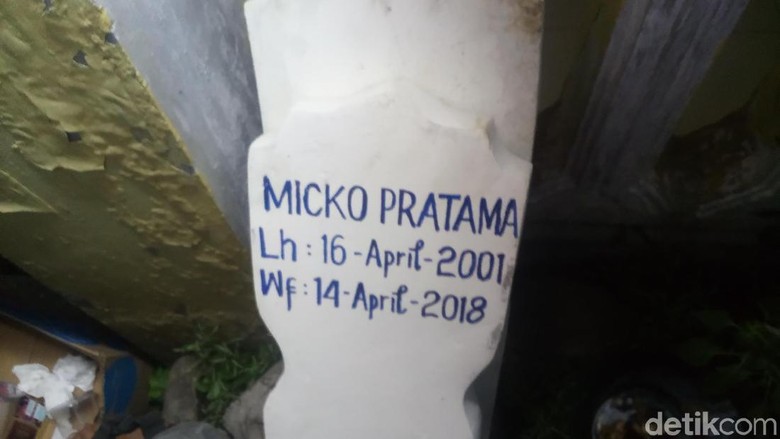 MICKO PRATAMA
Lh : 16-April-2001
Wf : 14-April-2018
detikcom